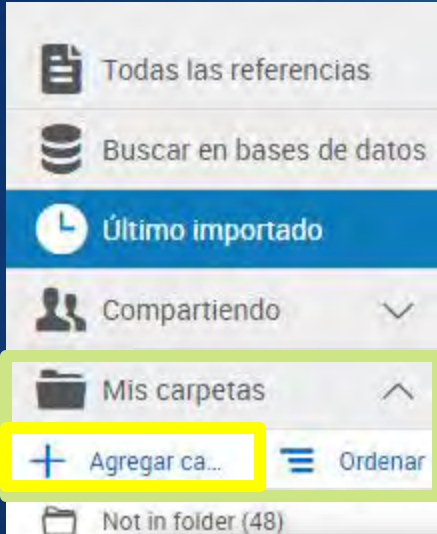 Todas las referencias
Buscar en bases de datos
Último importado
Compartiendo
Mis carpetas
Agregar ca...
Ordenar
Not in folder (48)